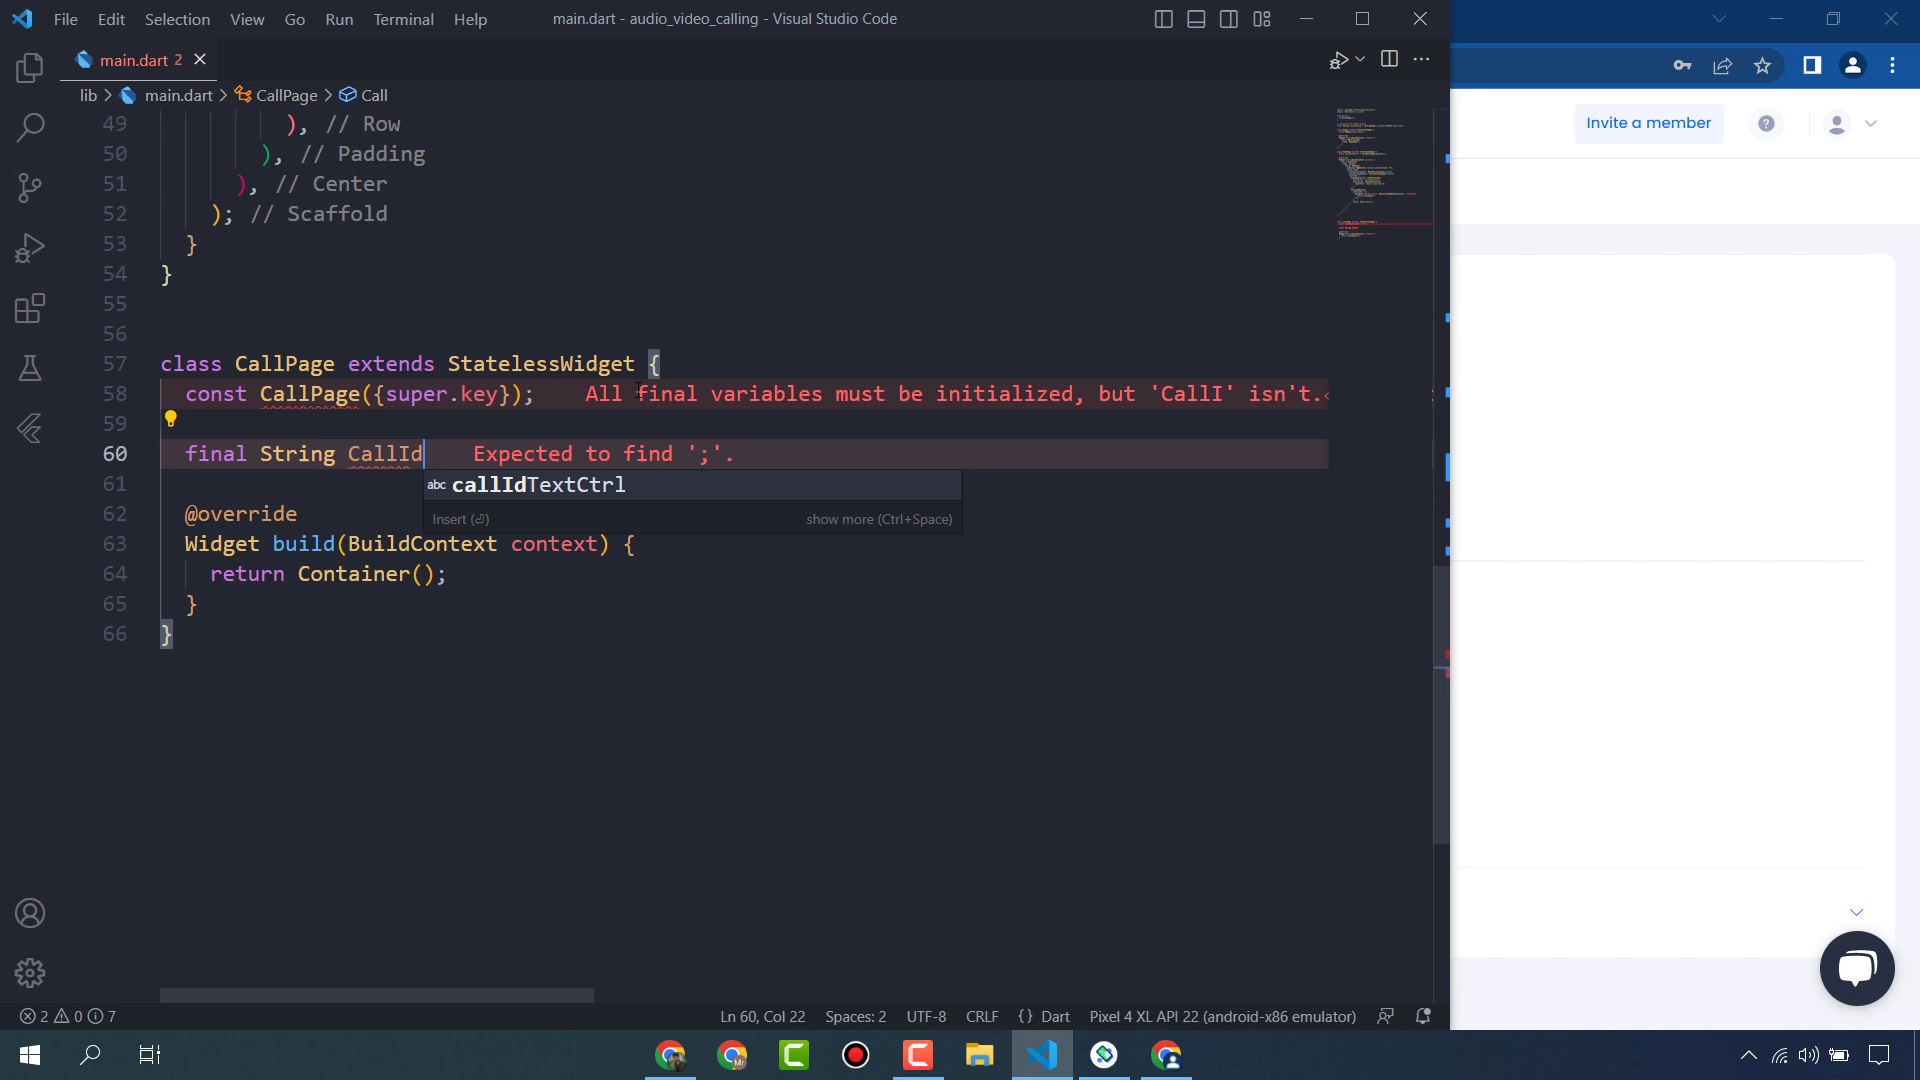 File Edit Selection View Go Run Terminal Help
main.dart - audio_video_calling - Visual Studio Code
main.dart 2
lib > main.dart > CallPage > Call
Invite a member
49 ), // Row
50 ), // Padding
51 ), // Center
52 ); // Scaffold
53 }
54 }
55
56
57 class CallPage extends StatelessWidget {
58 const CallPage({super.key}); All final variables must be initialized, but 'CallI' isn't.
59
60 final String CallId Expected to find ';'.
61
abc callIdTextCtrl
Insert (⏎) show more (Ctrl+Space)
62 @override
63 Widget build(BuildContext context) {
64 return Container();
65 }
66 }
2 0 7
Ln 60, Col 22 Spaces: 2 UTF-8 CRLF {} Dart Pixel 4 XL API 22 (android-x86 emulator)